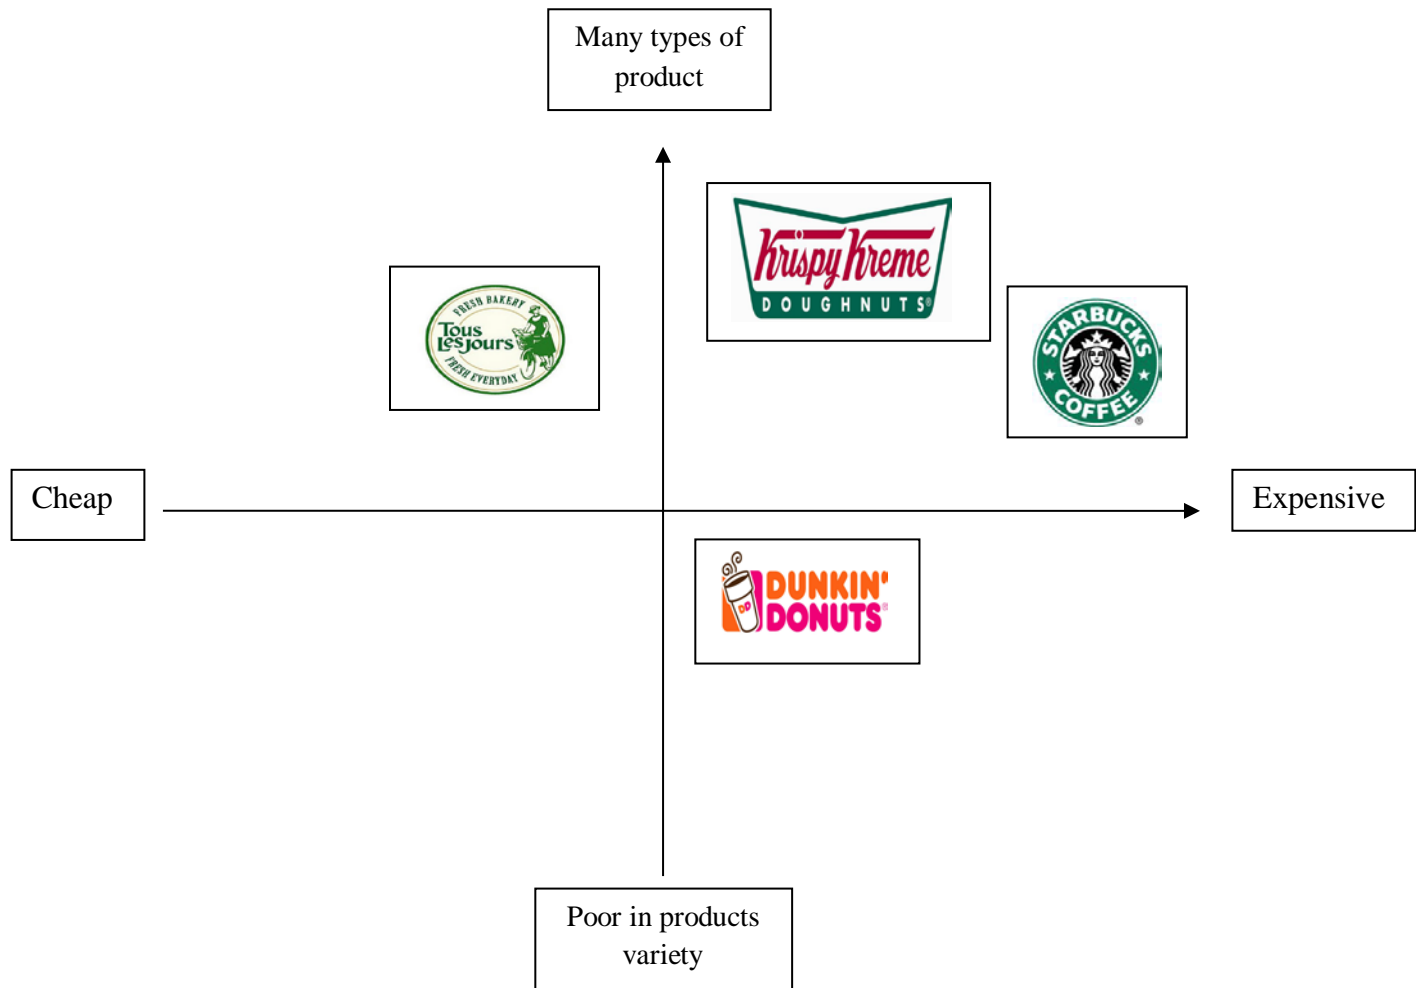 Many types of
product
Krispy Kreme
DOUGHNUTS®
FRESH BAKERY
Tous
Les Jours
FRESH EVERYDAY
STARBUCKS
COFFEE
®
Cheap
Expensive
DD
DUNKIN'
DONUTS®
Poor in products
variety